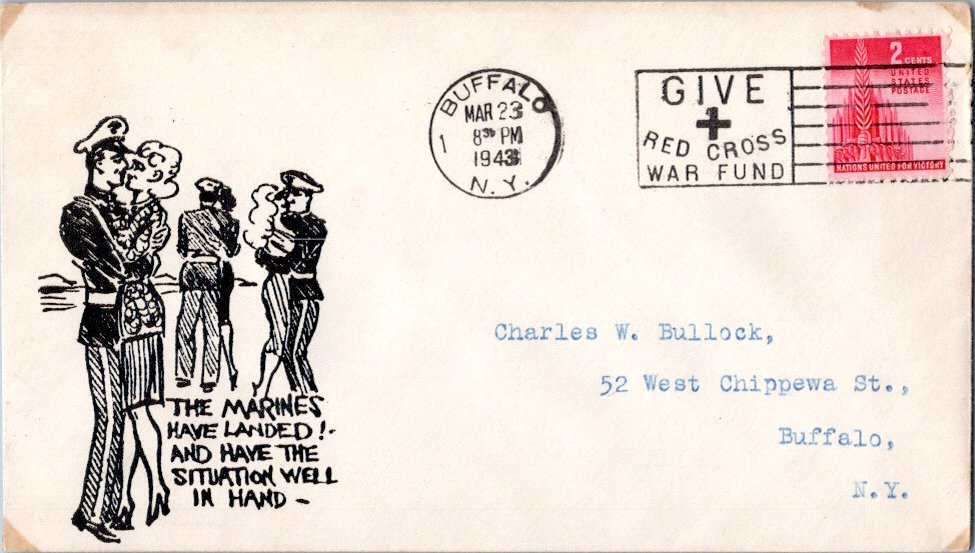 BUFFALO
MAR 23
8 30 PM
1943
N.Y.
1
GIVE
RED CROSS
WAR FUND
2 CENTS
UNITED
STATES
POSTAGE
NATIONS UNITED FOR VICTORY
THE MARINES
HAVE LANDED!-
AND HAVE THE
SITUATION WELL
IN HAND -
Charles W. Bullock,
52 West Chippewa St.,
Buffalo,
N.Y.